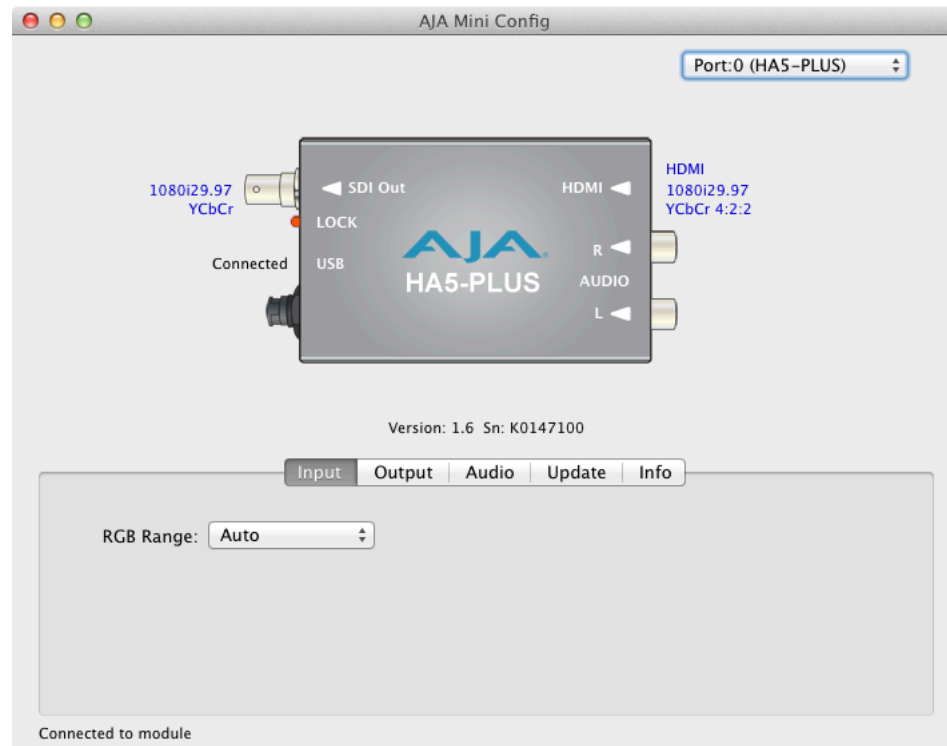 AJA Mini Config
Port:0 (HA5-PLUS)
HDMI
1080i29.97
YCbCr
SDI Out
HDMI
1080i29.97
YCbCr 4:2:2
LOCK
Connected
USB
AJA
HA5-PLUS
R
AUDIO
L
Version: 1.6 Sn: K0147100
Input Output Audio Update Info
RGB Range: Auto
Connected to module